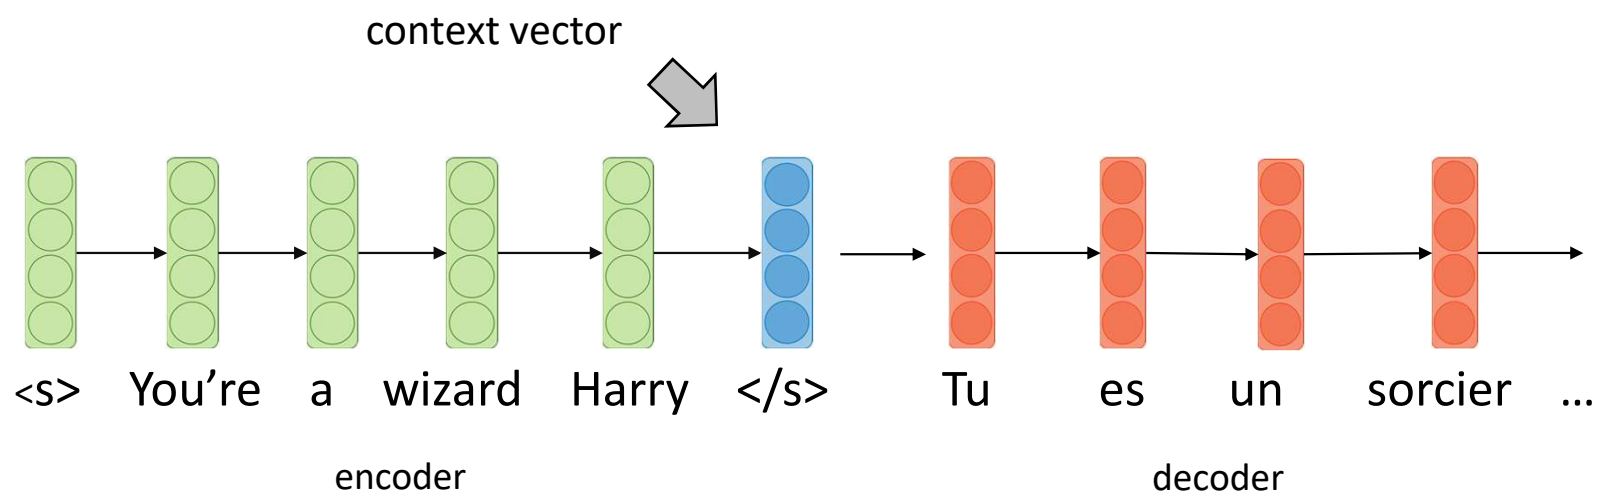 context vector
<s> You’re a wizard Harry </s> Tu es un sorcier ...
encoder decoder